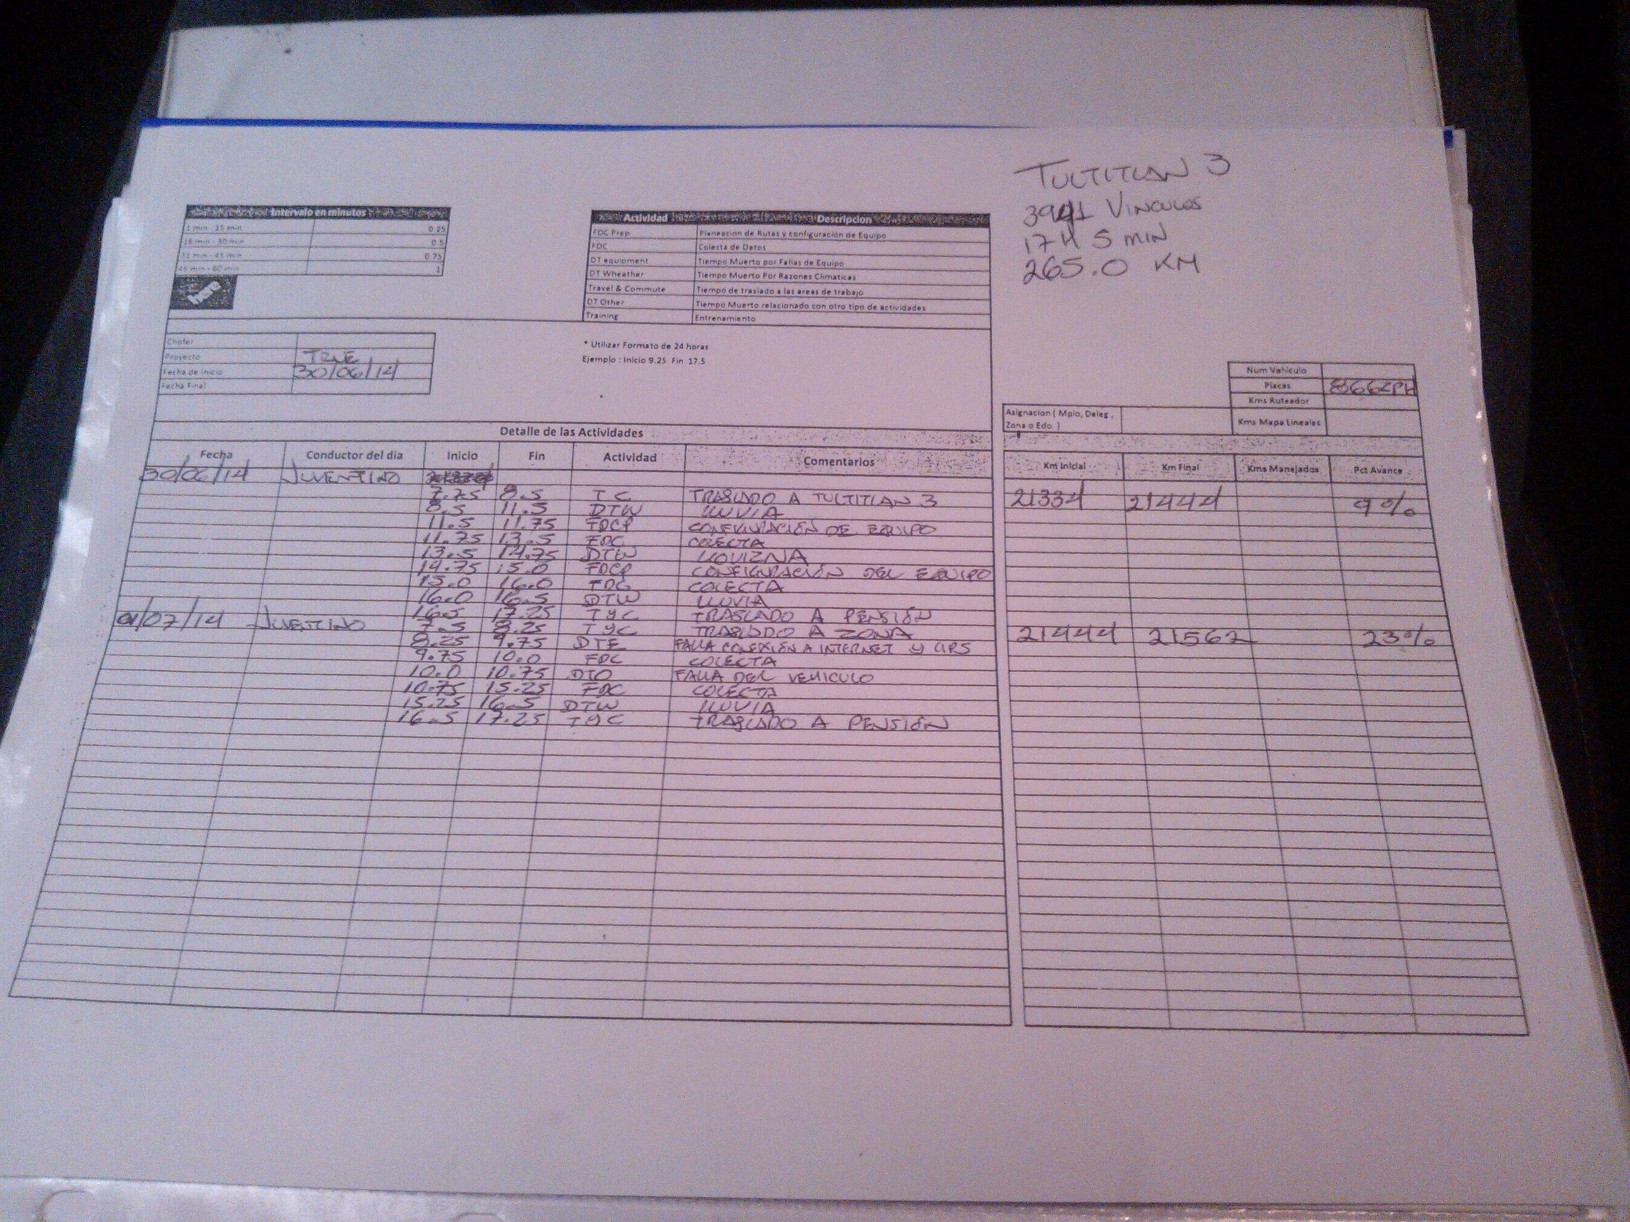 TULTITLAN 3
3941 VINCULOS
17 H 5 MIN
265.0 KM
Intervalo en minutos
1 min - 15 min 0.25
16 min - 30 min 0.5
31 min - 45 min 0.75
46 min - 60 min 1
here
Actividad Descripcion
FDC Prep Planeacion de Rutas y configuración de Equipo
FDC Colecta de Datos
DT equipment Tiempo Muerto por Fallas de Equipo
DT Wheather Tiempo Muerto Por Razones Climaticas
Travel & Commute Tiempo de traslado a las areas de trabajo
DT Other Tiempo Muerto relacionado con otro tipo de actividades
Training Entrenamiento
* Utilizar Formato de 24 horas
Ejemplo : Inicio 9.25 Fin 17.5
Chofer
Proyecto
Fecha de Inicio 30/06/14
Fecha Final
Num Vehiculo
Placas
Kms Ruteador
Kms Mapa Lineales
Asignacion ( Mpio, Deleg ,
Zona o Edo. )
Detalle de las Actividades
Fecha Conductor del dia Inicio Fin Actividad Comentarios Km Inicial Km Final Kms Manejados Pct Avance
30/06/14 JUVENTINO
7.75 8.5 TC TRASLADO A TULTITLAN 3 21334 21444 9%
8.5 11.5 DTW LLUVIA
11.5 11.75 FDCP CONFIGURACIÓN DE EQUIPO
11.75 13.5 FDC COLECTA
13.5 14.75 DTW LLOVIZNA
14.75 15.0 FDCP CONFIGURACIÓN DEL EQUIPO
15.0 16.0 FDC COLECTA
16.0 16.5 DTW LLUVIA
16.5 17.25 TYC TRASLADO A PENSIÓN
01/07/14 JUVENTINO 7.5 8.25 TYC TRASLADO A ZONA 21444 21562 23%
8.25 9.75 DTE FALLA CONEXIÓN A INTERNET Y GPS
9.75 10.0 FDC COLECTA
10.0 10.75 DTO FALLA DEL VEHICULO
10.75 15.25 FDC COLECTA
15.25 16.5 DTW LLUVIA
16.5 17.25 TYC TRASLADO A PENSIÓN